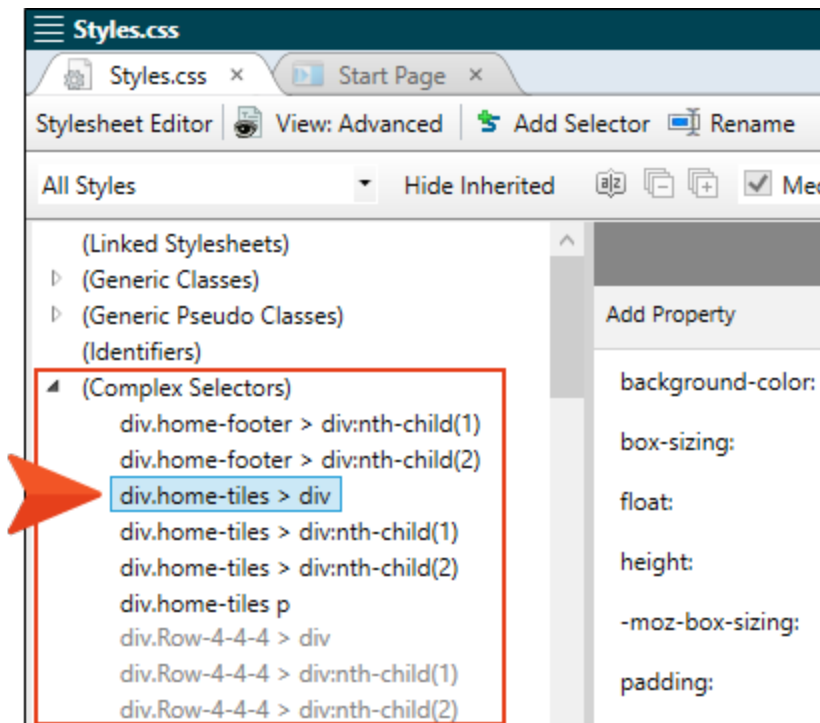 Styles.css
Styles.css × Start Page ×
Stylesheet Editor View: Advanced Add Selector Rename
All Styles Hide Inherited a|z
(Linked Stylesheets)
(Generic Classes)
(Generic Pseudo Classes)
Add Property
(Identifiers)
(Complex Selectors)
background-color:
div.home-footer > div:nth-child(1)
box-sizing:
div.home-footer > div:nth-child(2)
div.home-tiles > div
float:
div.home-tiles > div:nth-child(1)
div.home-tiles > div:nth-child(2)
height:
div.home-tiles p
-moz-box-sizing:
div.Row-4-4-4 > div
div.Row-4-4-4 > div:nth-child(1)
padding:
div.Row-4-4-4 > div:nth-child(2)